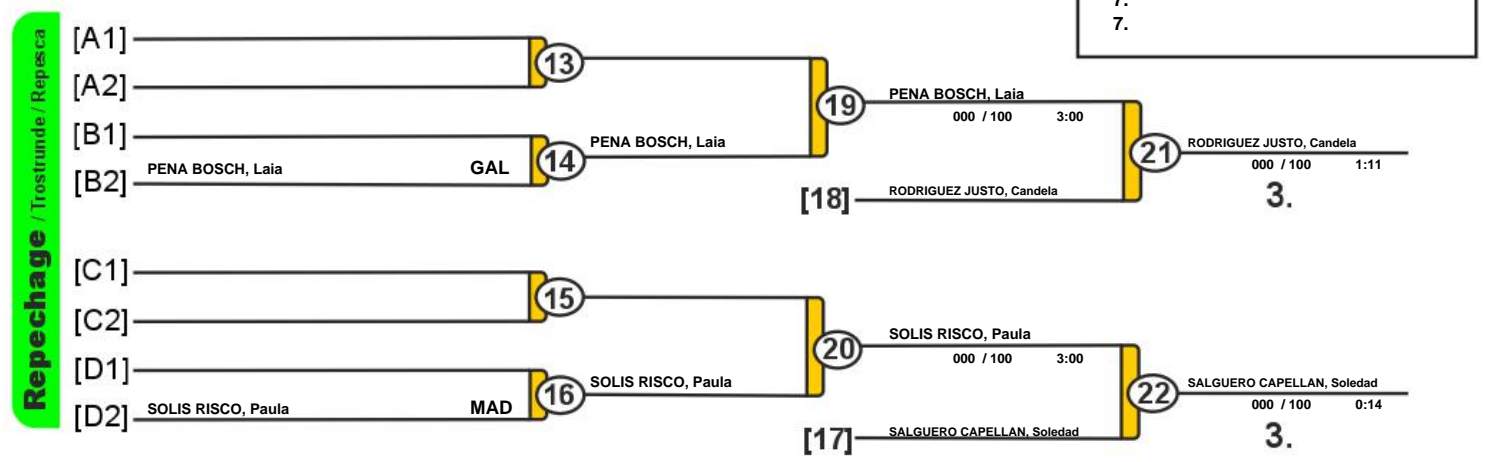 7.
7.
Repechage / Trostrunde / Repesca
[A1]
13
[A2]
19
PENA BOSCH, Laia
000 / 100 3:00
[B1]
14
PENA BOSCH, Laia
[B2]
PENA BOSCH, Laia GAL
21
RODRIGUEZ JUSTO, Candela
000 / 100 1:11
3.
[18]
RODRIGUEZ JUSTO, Candela
[C1]
15
[C2]
20
SOLIS RISCO, Paula
000 / 100 3:00
[D1]
16
SOLIS RISCO, Paula
[D2]
SOLIS RISCO, Paula MAD
22
SALGUERO CAPELLAN, Soledad
000 / 100 0:14
3.
[17]
SALGUERO CAPELLAN, Soledad